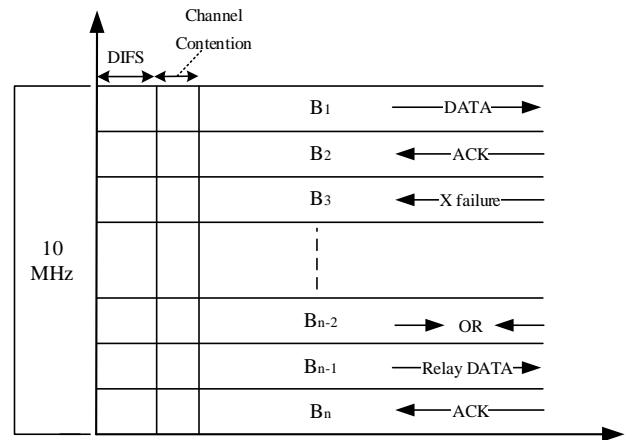 Channel
Contention
DIFS
10
MHz
B1 DATA
B2 ACK
B3 X failure
Bn-2 OR
Bn-1 Relay DATA
Bn ACK